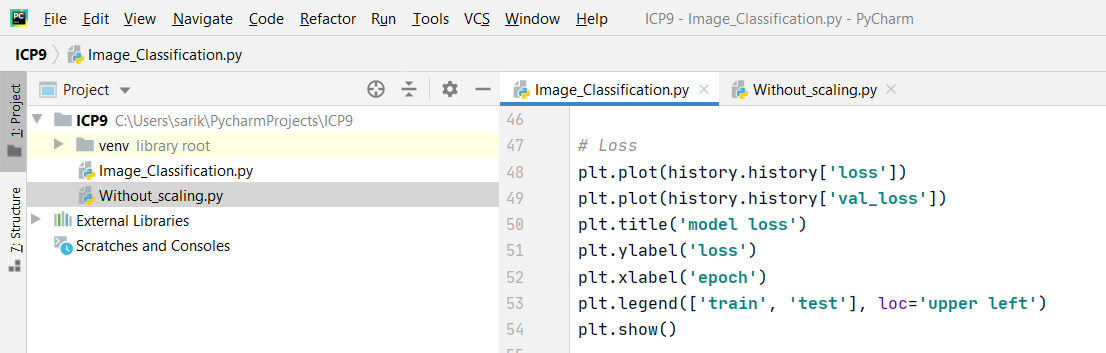 PC File Edit View Navigate Code Refactor Run Tools VCS Window Help ICP9 - Image_Classification.py - PyCharm
ICP9 Image_Classification.py
1: Project
7: Structure
Project
ICP9 C:\Users\sarik\PycharmProjects\ICP9
venv library root
Image_Classification.py
Without_scaling.py
External Libraries
Scratches and Consoles
Image_Classification.py Without_scaling.py
46
47 # Loss
48 plt.plot(history.history['loss'])
49 plt.plot(history.history['val_loss'])
50 plt.title('model loss')
51 plt.ylabel('loss')
52 plt.xlabel('epoch')
53 plt.legend(['train', 'test'], loc='upper left')
54 plt.show()